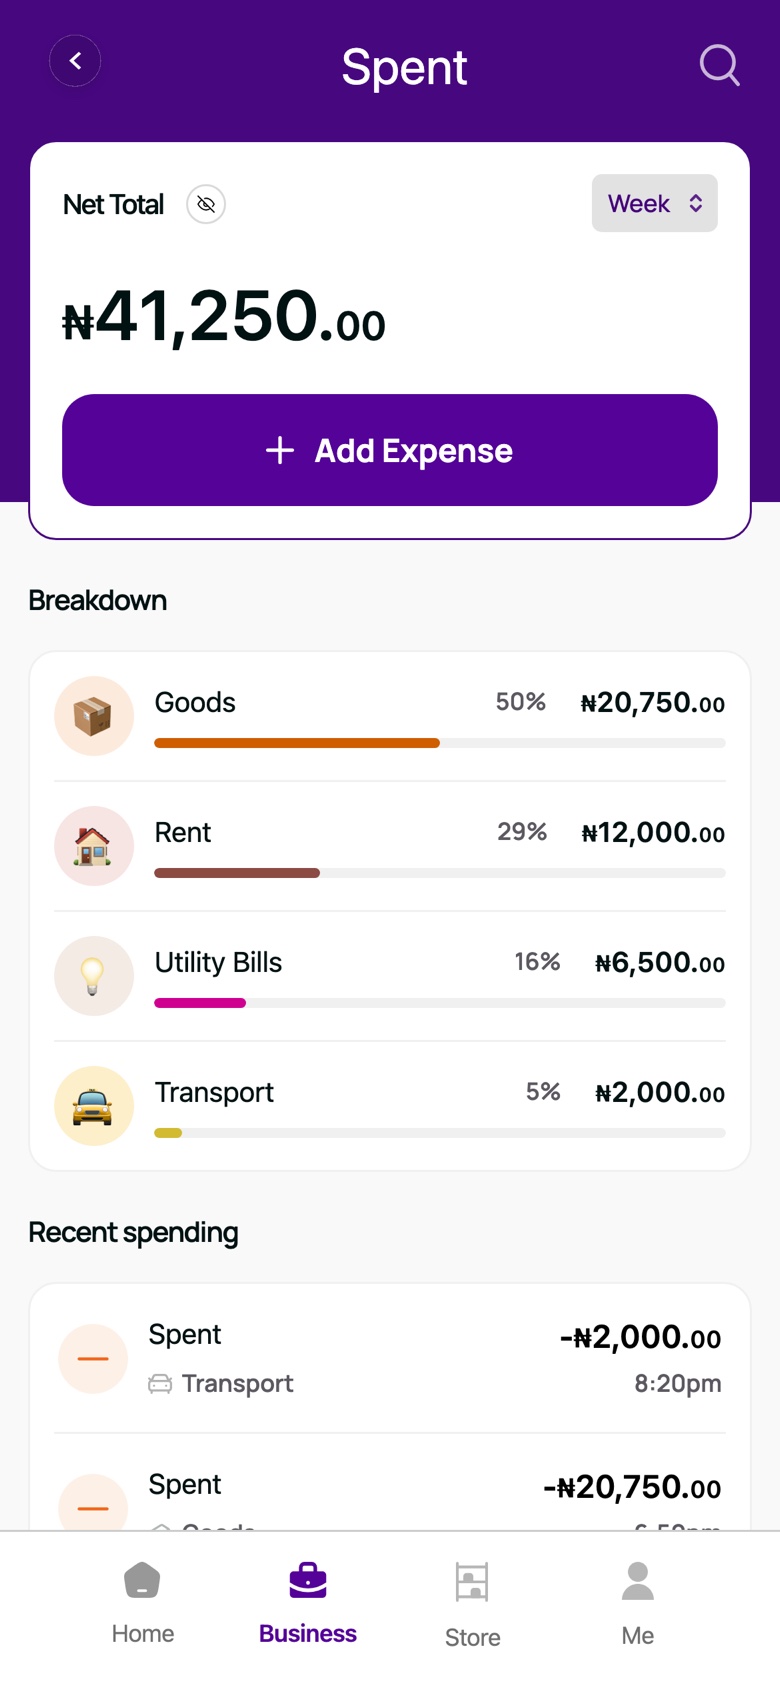 Spent
Net Total
Week
₦41,250.00
Add Expense
Breakdown
Goods 50% ₦20,750.00
Rent 29% ₦12,000.00
Utility Bills 16% ₦6,500.00
Transport 5% ₦2,000.00
Recent spending
Spent -₦2,000.00
Transport 8:20pm
Spent -₦20,750.00
Goods
Home Business Store Me